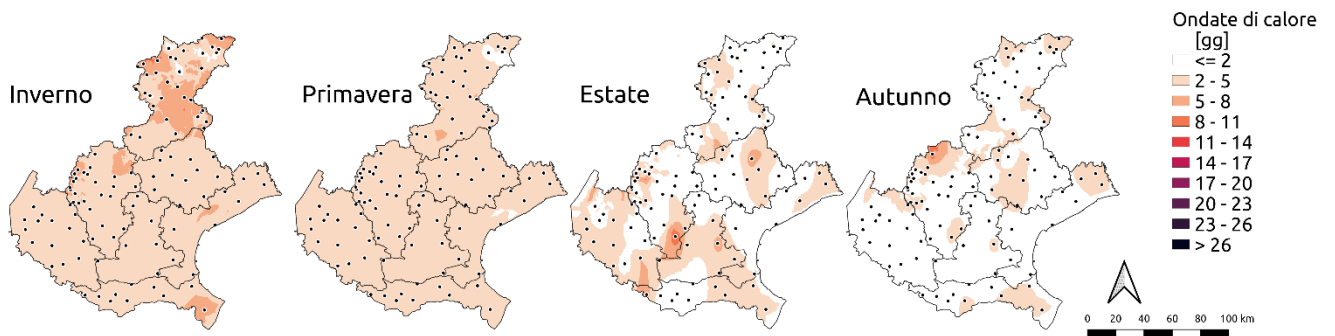 Inverno
Primavera
Estate
Autunno
Ondate di calore
[gg]
<= 2
2 - 5
5 - 8
8 - 11
11 - 14
14 - 17
17 - 20
20 - 23
23 - 26
> 26
0 20 40 60 80 100 km